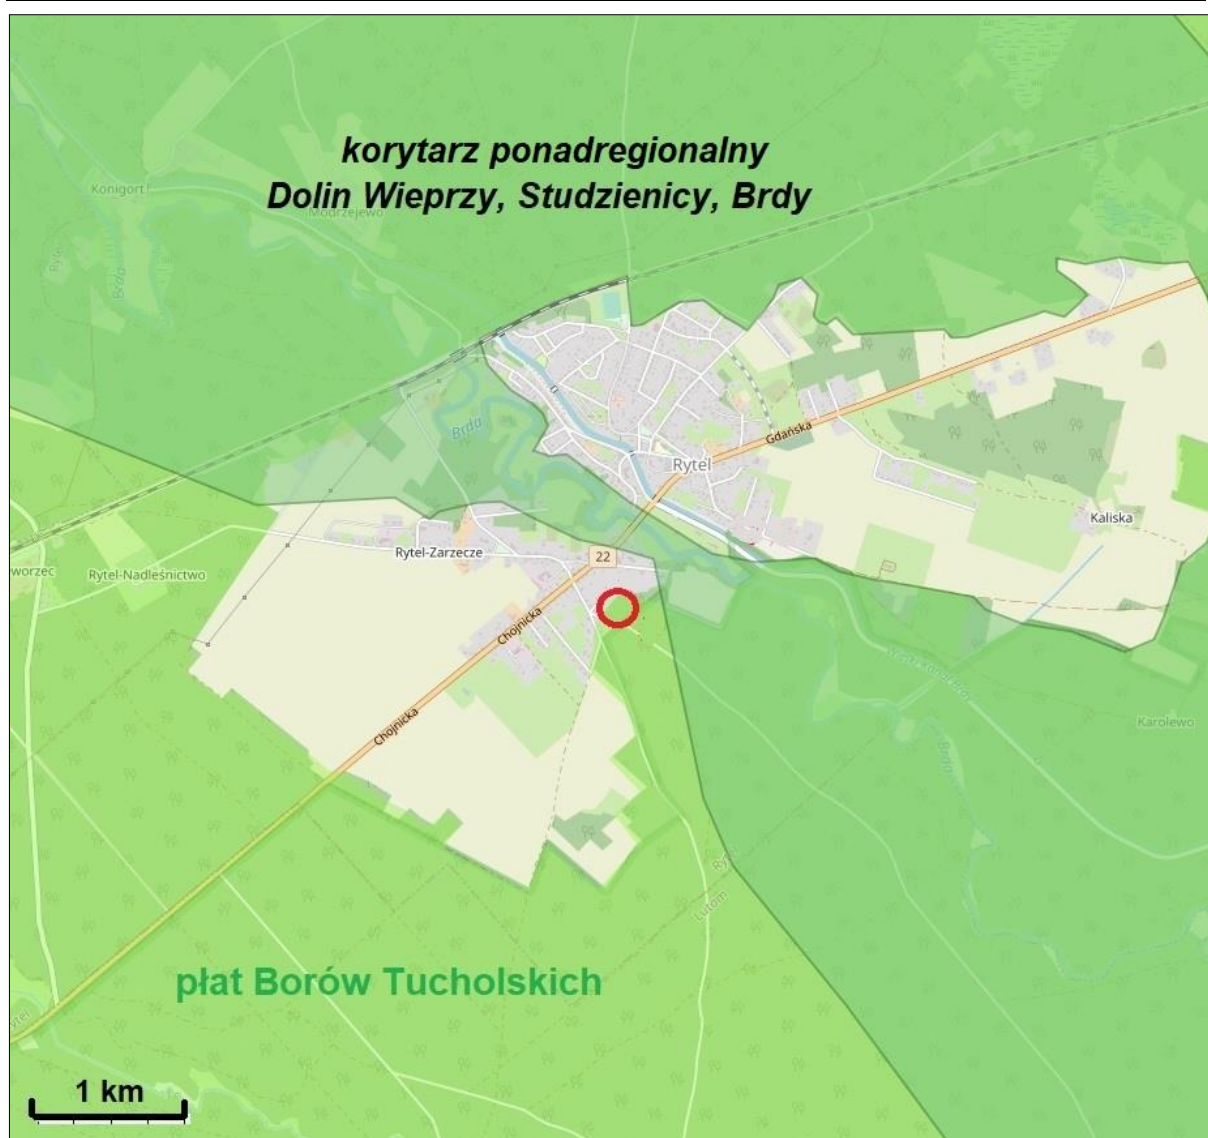 korytarz ponadregionalny
Dolin Wieprzy, Studzienicy, Brdy
Konigort
Modrzejewo
Brda
Brda
Rytel
Gdańska
Kaliska
Rytel-Zarzecze
22
worzec
Rytel-Nadleśnictwo
Chojnicka
Chojnicka
Karolewo
Brda
Lutom
płat Borów Tucholskich
1 km